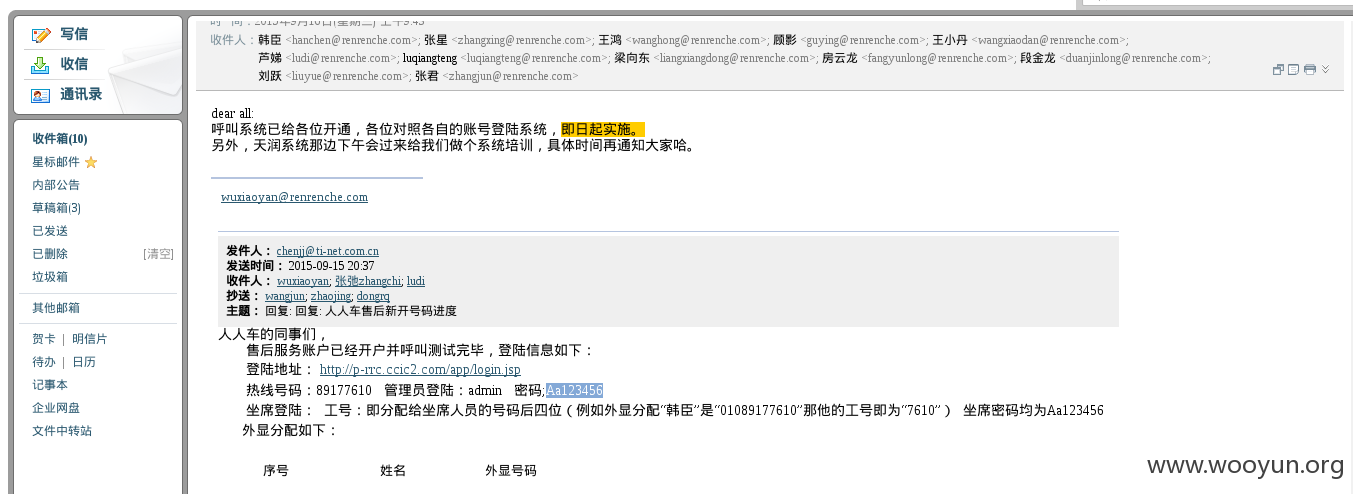 写信
收信
通讯录
收件箱(10)
星标邮件
内部公告
草稿箱(3)
已发送
已删除 [清空]
垃圾箱
其他邮箱
贺卡 | 明信片
待办 | 日历
记事本
企业网盘
文件中转站
时 间：2015年9月16日(星期三) 上午9:43
收件人：韩臣 <hanchen@renrenche.com>; 张星 <zhangxing@renrenche.com>; 王鸿 <wanghong@renrenche.com>; 顾影 <guying@renrenche.com>; 王小丹 <wangxiaodan@renrenche.com>;
芦娣 <ludi@renrenche.com>; luqiangteng <luqiangteng@renrenche.com>; 梁向东 <liangxiangdong@renrenche.com>; 房云龙 <fangyunlong@renrenche.com>; 段金龙 <duanjinlong@renrenche.com>;
刘跃 <liuyue@renrenche.com>; 张君 <zhangjun@renrenche.com>
dear all:
呼叫系统已给各位开通，各位对照各自的账号登陆系统，即日起实施。
另外，天润系统那边下午会过来给我们做个系统培训，具体时间再通知大家哈。
wuxiaoyan@renrenche.com
发件人： chenjj@ti-net.com.cn
发送时间： 2015-09-15 20:37
收件人： wuxiaoyan; 张弛zhangchi; ludi
抄送： wangjun; zhaojing; dongrq
主题： 回复: 回复: 人人车售后新开号码进度
人人车的同事们，
售后服务账户已经开户并呼叫测试完毕，登陆信息如下：
登陆地址： http://p-rrc.ccic2.com/app/login.jsp
热线号码：89177610 管理员登陆：admin 密码;Aa123456
坐席登陆： 工号：即分配给坐席人员的号码后四位（例如外显分配“韩臣”是“01089177610”那他的工号即为“7610”） 坐席密码均为Aa123456
外显分配如下：
序号 姓名 外显号码
www.wooyun.org